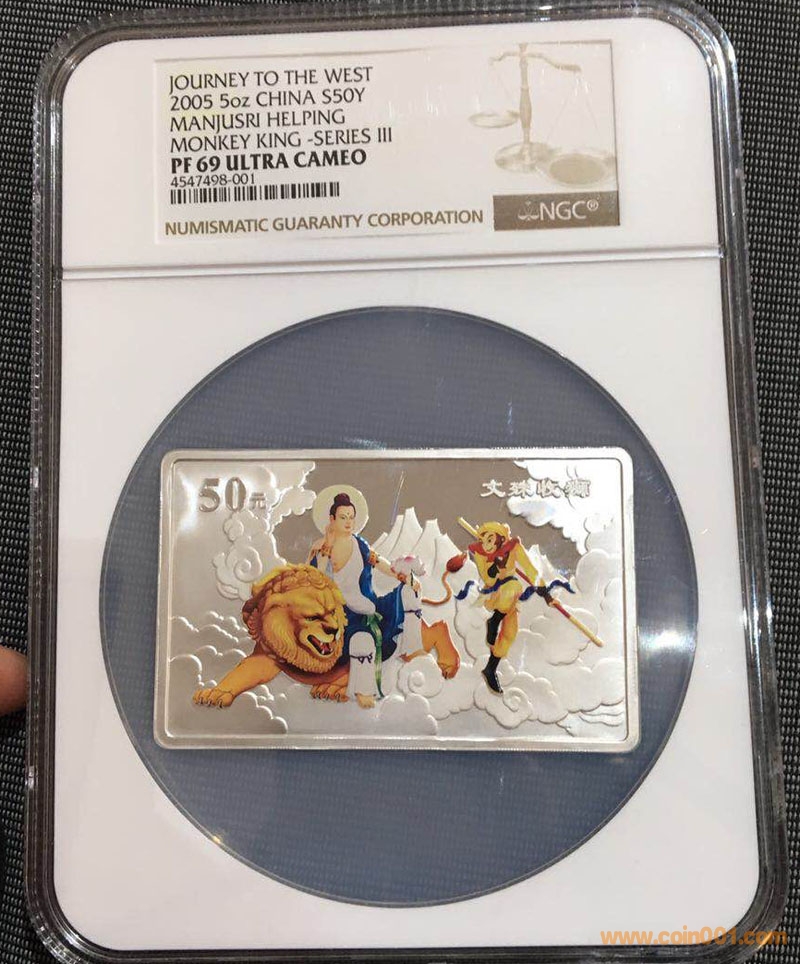 JOURNEY TO THE WEST
2005 5oz CHINA S50Y
MANJUSRI HELPING
MONKEY KING -SERIES III
PF 69 ULTRA CAMEO
4547498-001
NUMISMATIC GUARANTY CORPORATION
NGC®
50元
文殊收狮
www.coin001.com